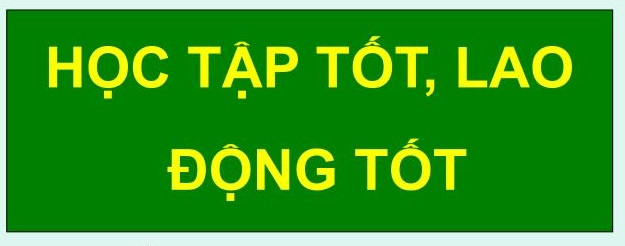 HỌC TẬP TỐT, LAO
ĐỘNG TỐT